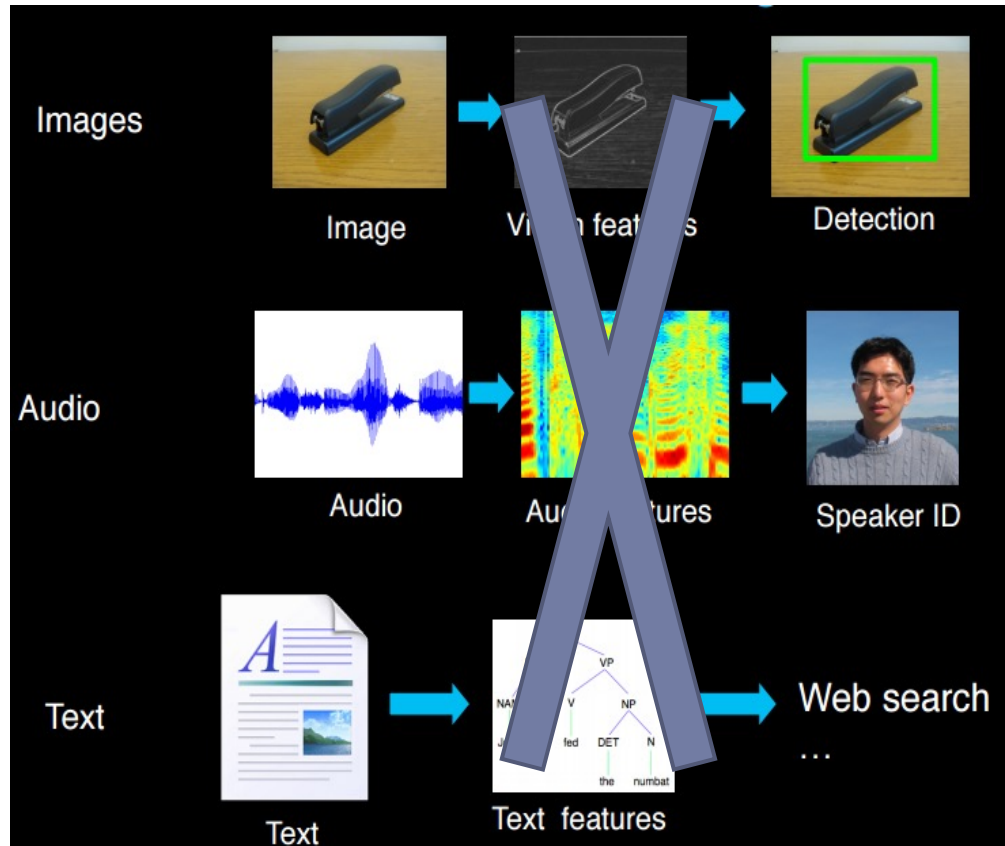 Images
Image
Detection
Audio
Audio
Speaker ID
VP
V
NP
fed
DET
N
the
numbat
Text
Text
Text features
Web search
...
A
features